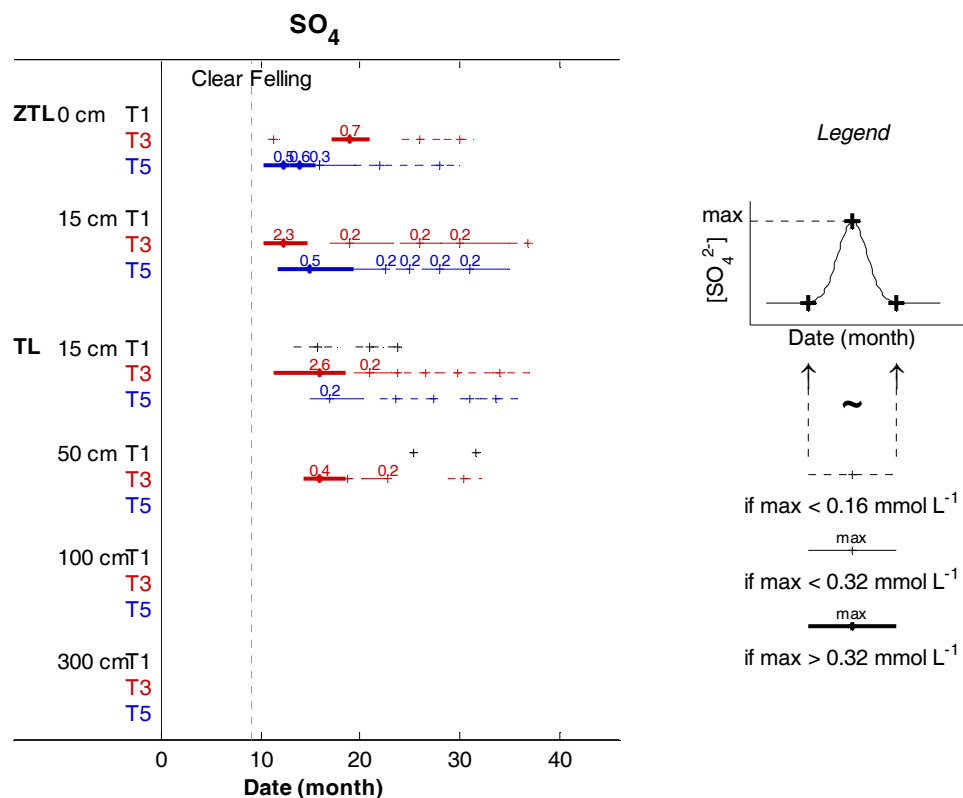 SO4
Clear Felling
ZTL 0 cm T1
T3 0,7
0,5 0,6 0,3
T5
15 cm T1
T3 2,3 0,2 0,2 0,2
T5 0,5 0,2 0,2 0,2 0,2
TL 15 cm T1
T3 2,6 0,2
T5 0,2
50 cm T1
T3 0,4 0,2
T5
100 cm T1
T3
T5
300 cm T1
T3
T5
0 10 20 30 40
Date (month)
Legend
max
[SO4 2-]
Date (month)
~
if max < 0.16 mmol L-1
max
if max < 0.32 mmol L-1
max
if max > 0.32 mmol L-1